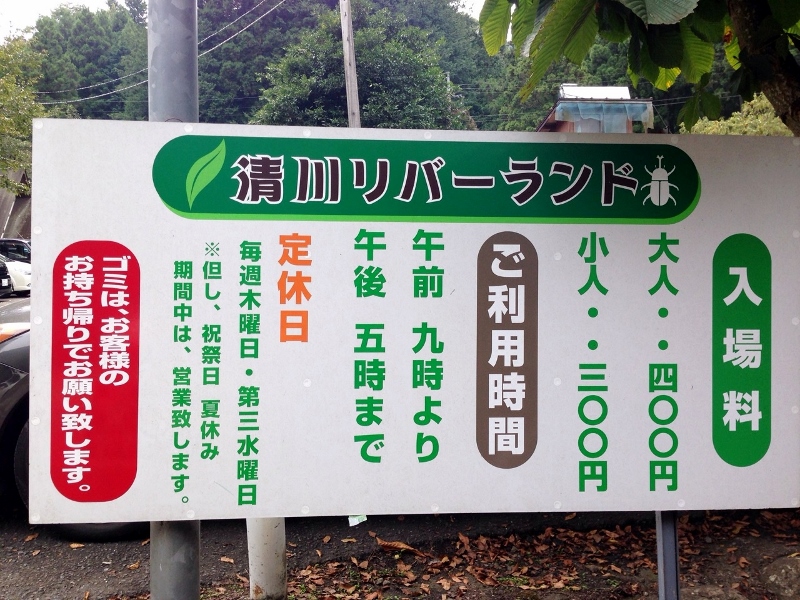 清川リバーランド
入場料
大人・・四〇〇円
小人・・三〇〇円
ご利用時間
午前 九時より
午後 五時まで
定休日
毎週木曜日・第三水曜日
※但し、祝祭日 夏休み
期間中は、営業致します。
ゴミは、お客様の
お持ち帰りでお願い致します。